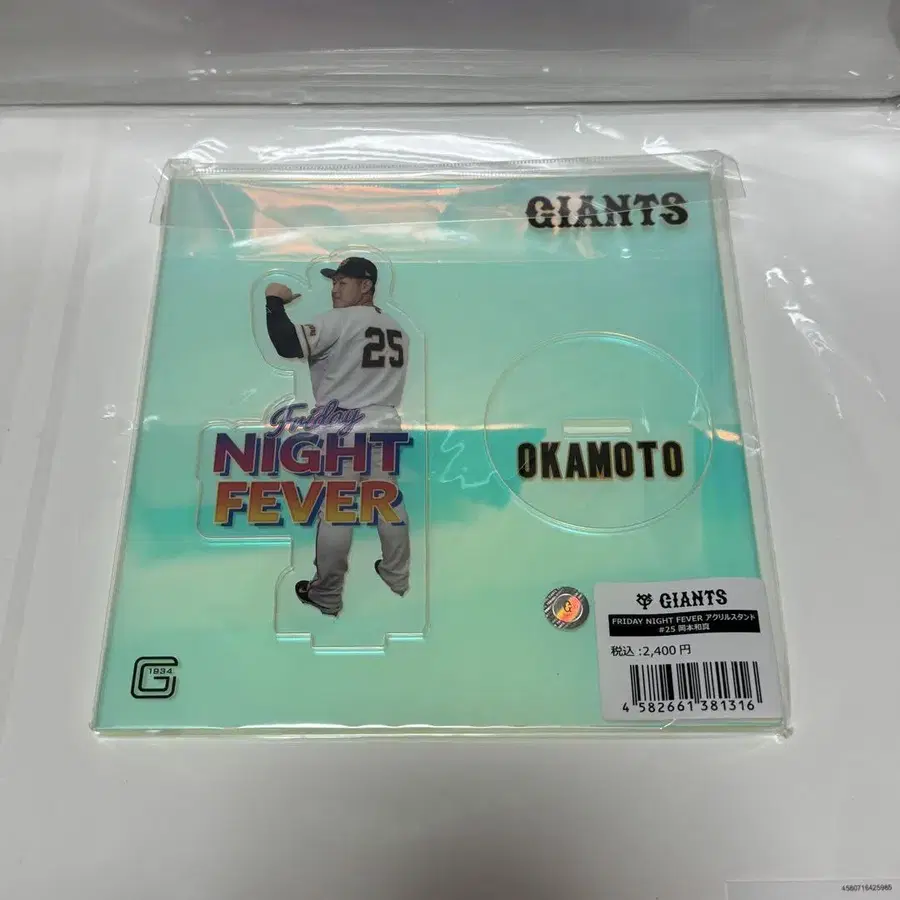 GIANTS
25
Friday
NIGHT
FEVER
OKAMOTO
G
1934
G
GIANTS
FRIDAY NIGHT FEVER アクリルスタンド
#25 岡本和真
税込 :2,400 円
4 582661 381316
4580716425985